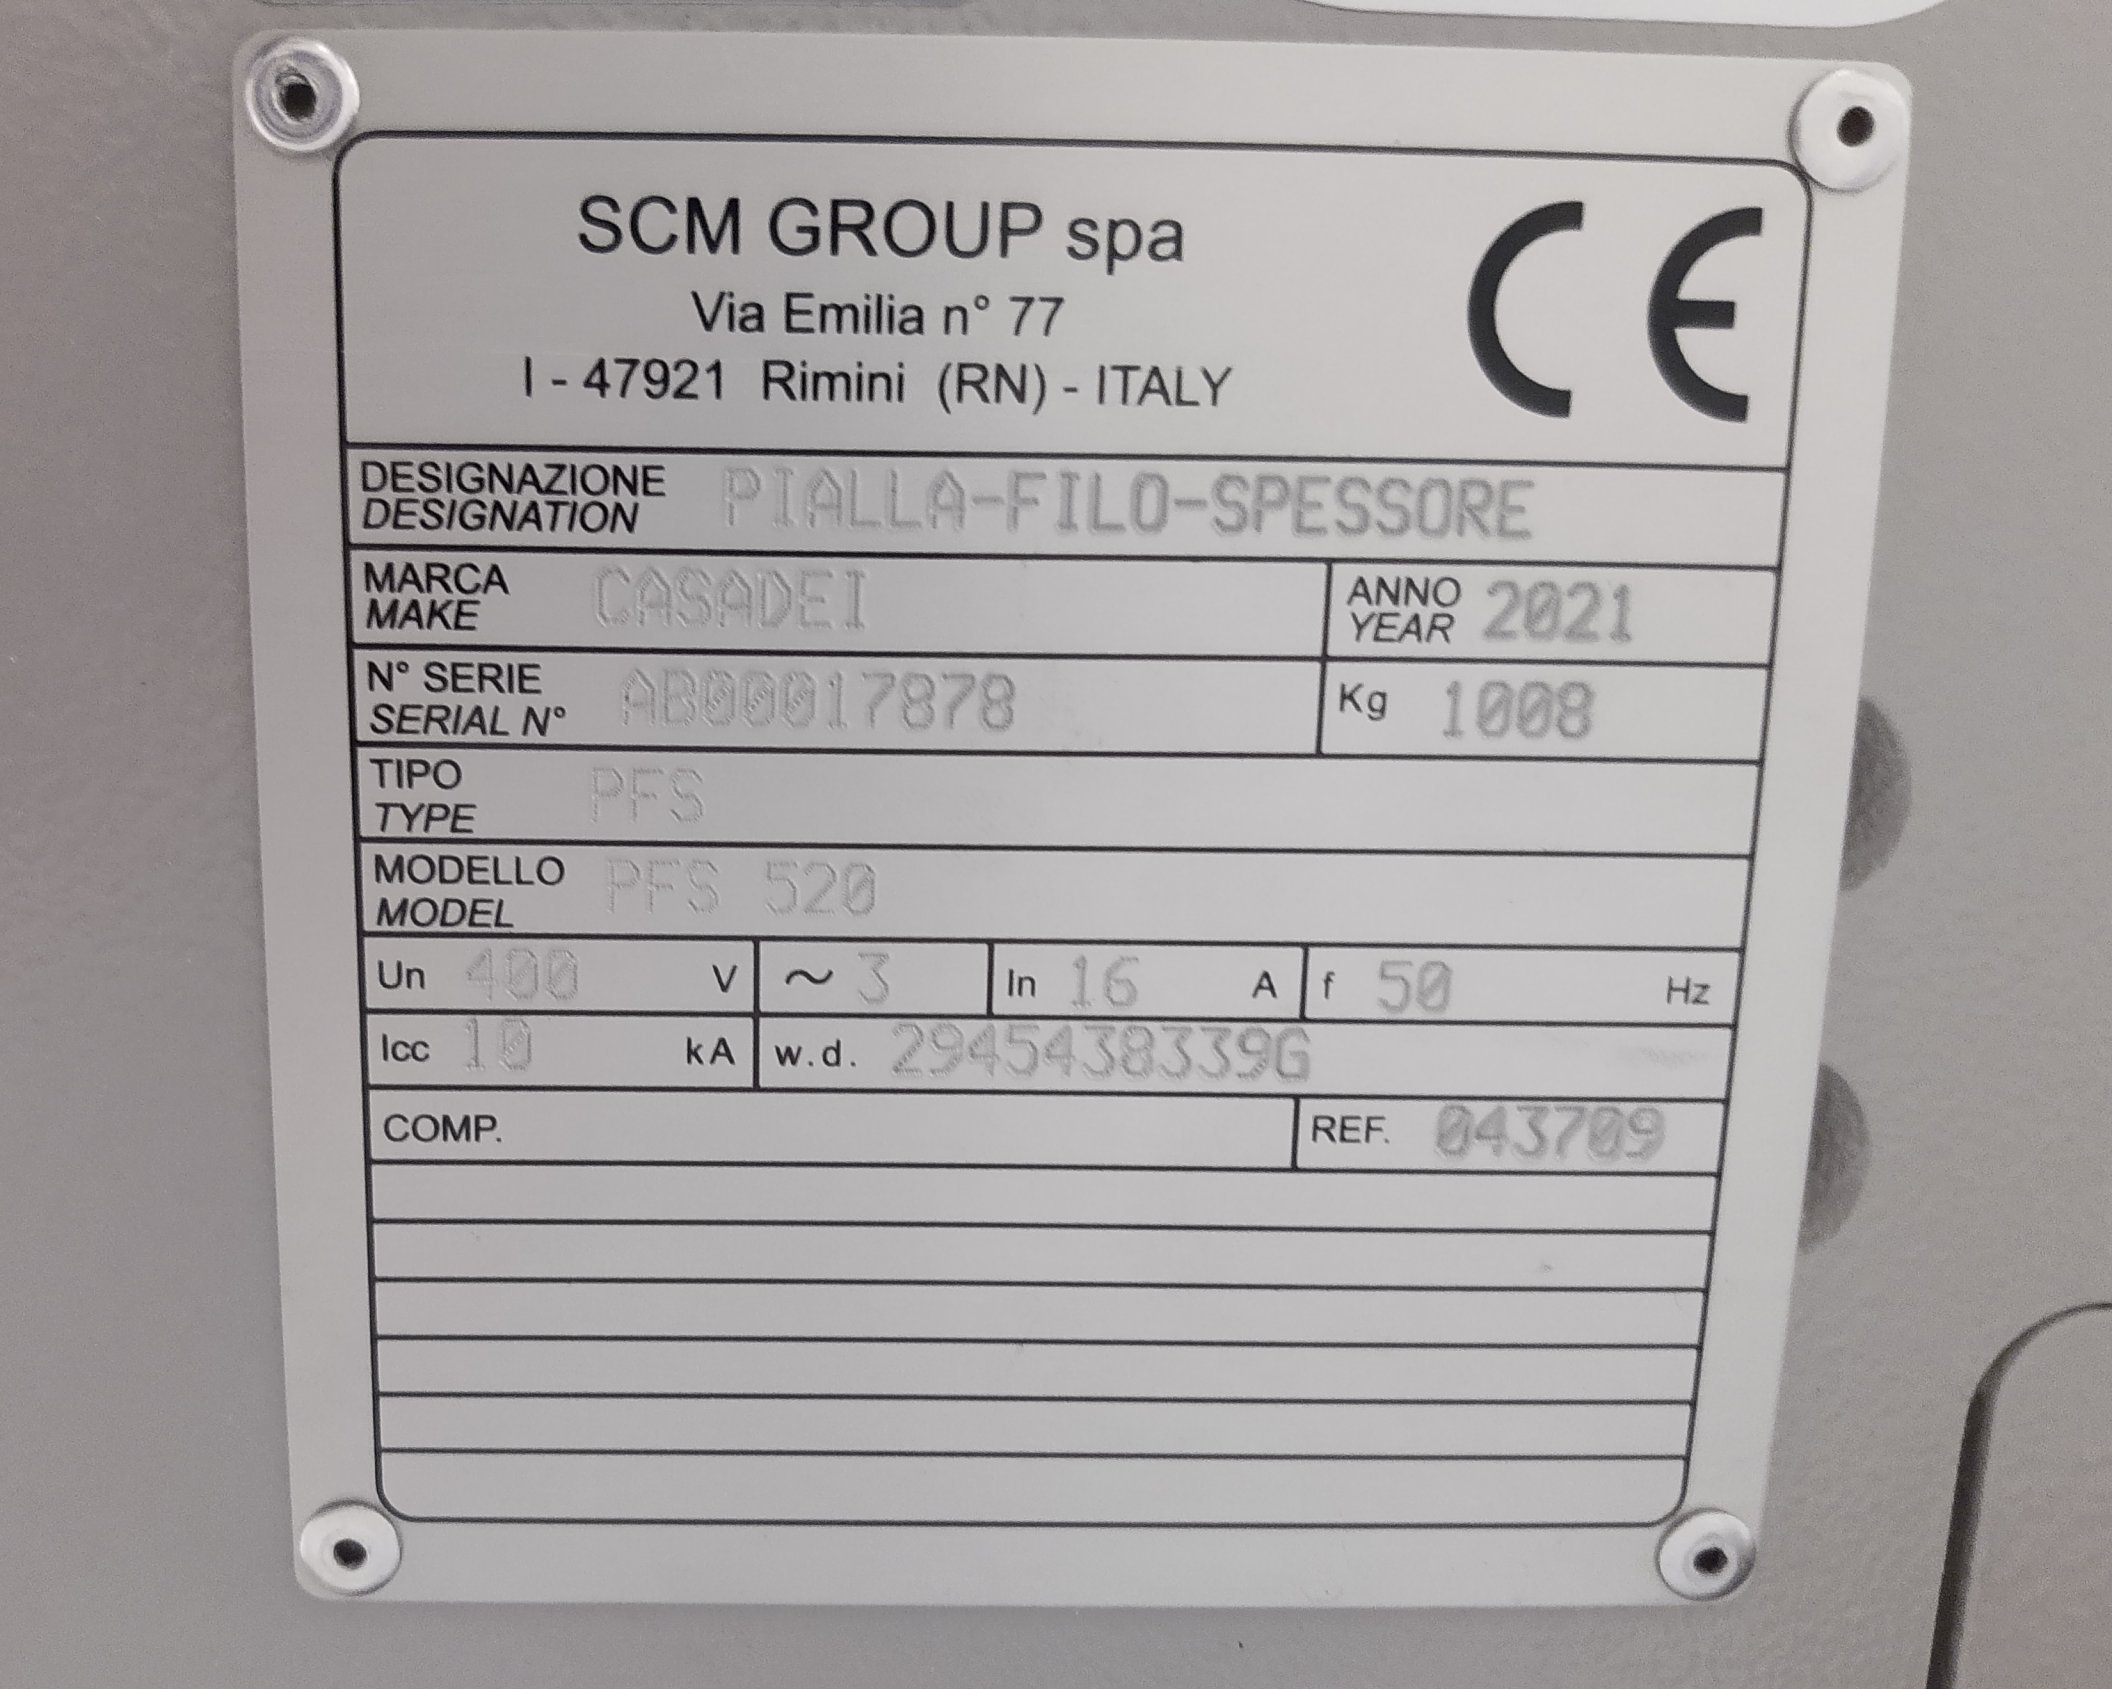 SCM GROUP spa
Via Emilia n° 77
I - 47921 Rimini (RN) - ITALY
CE
DESIGNAZIONE
DESIGNATION
PIALLA-FILO-SPESSORE
MARCA
MAKE
CASADEI
ANNO
YEAR
2021
N° SERIE
SERIAL N°
AB00017878
Kg 1008
TIPO
TYPE
PFS
MODELLO
MODEL
PFS 520
Un 400 V ~ 3 In 16 A f 50 Hz
Icc 10 kA w.d. 2945438339G
COMP. REF. 043709